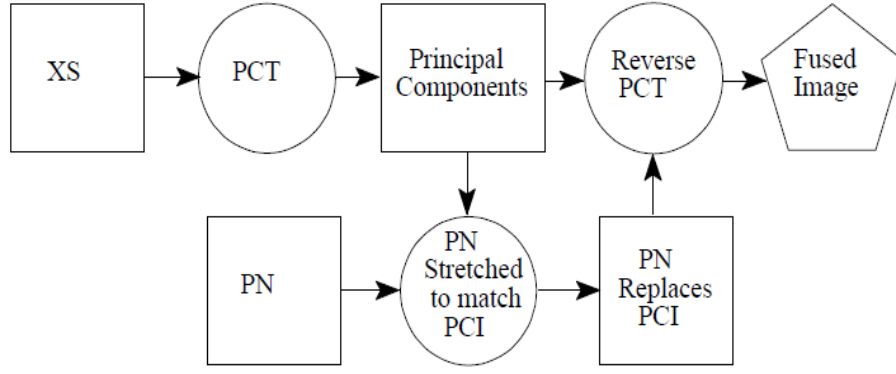 XS
PCT
Principal
Components
Reverse
PCT
Fused
Image
PN
PN
Stretched
to match
PCI
PN
Replaces
PCI